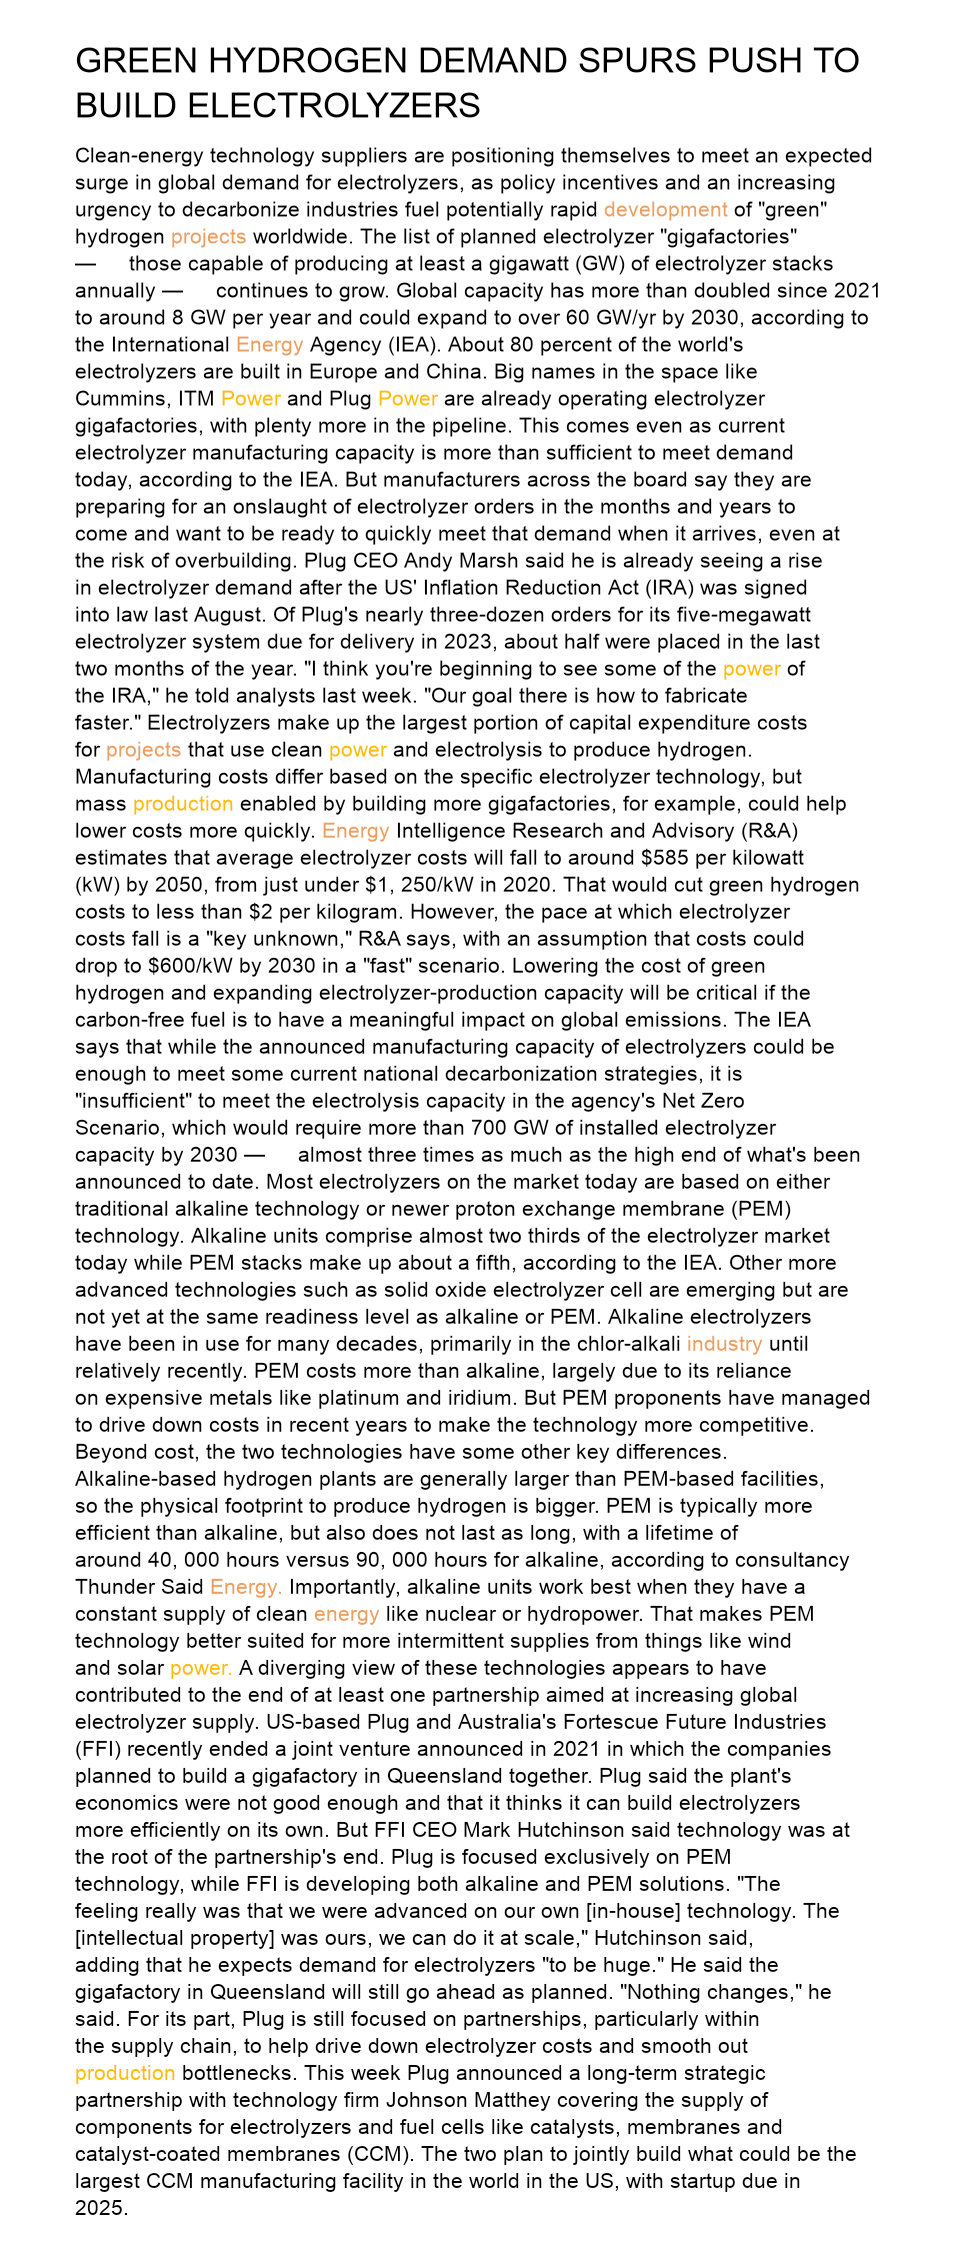 GREEN HYDROGEN DEMAND SPURS PUSH TO
BUILD ELECTROLYZERS
Clean-energy technology suppliers are positioning themselves to meet an expected
surge in global demand for electrolyzers, as policy incentives and an increasing
urgency to decarbonize industries fuel potentially rapid development of "green"
hydrogen projects worldwide. The list of planned electrolyzer "gigafactories"
— those capable of producing at least a gigawatt (GW) of electrolyzer stacks
annually — continues to grow. Global capacity has more than doubled since 2021
to around 8 GW per year and could expand to over 60 GW/yr by 2030, according to
the International Energy Agency (IEA). About 80 percent of the world's
electrolyzers are built in Europe and China. Big names in the space like
Cummins, ITM Power and Plug Power are already operating electrolyzer
gigafactories, with plenty more in the pipeline. This comes even as current
electrolyzer manufacturing capacity is more than sufficient to meet demand
today, according to the IEA. But manufacturers across the board say they are
preparing for an onslaught of electrolyzer orders in the months and years to
come and want to be ready to quickly meet that demand when it arrives, even at
the risk of overbuilding. Plug CEO Andy Marsh said he is already seeing a rise
in electrolyzer demand after the US' Inflation Reduction Act (IRA) was signed
into law last August. Of Plug's nearly three-dozen orders for its five-megawatt
electrolyzer system due for delivery in 2023, about half were placed in the last
two months of the year. "I think you're beginning to see some of the power of
the IRA," he told analysts last week. "Our goal there is how to fabricate
faster." Electrolyzers make up the largest portion of capital expenditure costs
for projects that use clean power and electrolysis to produce hydrogen.
Manufacturing costs differ based on the specific electrolyzer technology, but
mass production enabled by building more gigafactories, for example, could help
lower costs more quickly. Energy Intelligence Research and Advisory (R&A)
estimates that average electrolyzer costs will fall to around $585 per kilowatt
(kW) by 2050, from just under $1, 250/kW in 2020. That would cut green hydrogen
costs to less than $2 per kilogram. However, the pace at which electrolyzer
costs fall is a "key unknown," R&A says, with an assumption that costs could
drop to $600/kW by 2030 in a "fast" scenario. Lowering the cost of green
hydrogen and expanding electrolyzer-production capacity will be critical if the
carbon-free fuel is to have a meaningful impact on global emissions. The IEA
says that while the announced manufacturing capacity of electrolyzers could be
enough to meet some current national decarbonization strategies, it is
"insufficient" to meet the electrolysis capacity in the agency's Net Zero
Scenario, which would require more than 700 GW of installed electrolyzer
capacity by 2030 — almost three times as much as the high end of what's been
announced to date. Most electrolyzers on the market today are based on either
traditional alkaline technology or newer proton exchange membrane (PEM)
technology. Alkaline units comprise almost two thirds of the electrolyzer market
today while PEM stacks make up about a fifth, according to the IEA. Other more
advanced technologies such as solid oxide electrolyzer cell are emerging but are
not yet at the same readiness level as alkaline or PEM. Alkaline electrolyzers
have been in use for many decades, primarily in the chlor-alkali industry until
relatively recently. PEM costs more than alkaline, largely due to its reliance
on expensive metals like platinum and iridium. But PEM proponents have managed
to drive down costs in recent years to make the technology more competitive.
Beyond cost, the two technologies have some other key differences.
Alkaline-based hydrogen plants are generally larger than PEM-based facilities,
so the physical footprint to produce hydrogen is bigger. PEM is typically more
efficient than alkaline, but also does not last as long, with a lifetime of
around 40, 000 hours versus 90, 000 hours for alkaline, according to consultancy
Thunder Said Energy. Importantly, alkaline units work best when they have a
constant supply of clean energy like nuclear or hydropower. That makes PEM
technology better suited for more intermittent supplies from things like wind
and solar power. A diverging view of these technologies appears to have
contributed to the end of at least one partnership aimed at increasing global
electrolyzer supply. US-based Plug and Australia's Fortescue Future Industries
(FFI) recently ended a joint venture announced in 2021 in which the companies
planned to build a gigafactory in Queensland together. Plug said the plant's
economics were not good enough and that it thinks it can build electrolyzers
more efficiently on its own. But FFI CEO Mark Hutchinson said technology was at
the root of the partnership's end. Plug is focused exclusively on PEM
technology, while FFI is developing both alkaline and PEM solutions. "The
feeling really was that we were advanced on our own [in-house] technology. The
[intellectual property] was ours, we can do it at scale," Hutchinson said,
adding that he expects demand for electrolyzers "to be huge." He said the
gigafactory in Queensland will still go ahead as planned. "Nothing changes," he
said. For its part, Plug is still focused on partnerships, particularly within
the supply chain, to help drive down electrolyzer costs and smooth out
production bottlenecks. This week Plug announced a long-term strategic
partnership with technology firm Johnson Matthey covering the supply of
components for electrolyzers and fuel cells like catalysts, membranes and
catalyst-coated membranes (CCM). The two plan to jointly build what could be the
largest CCM manufacturing facility in the world in the US, with startup due in
2025.